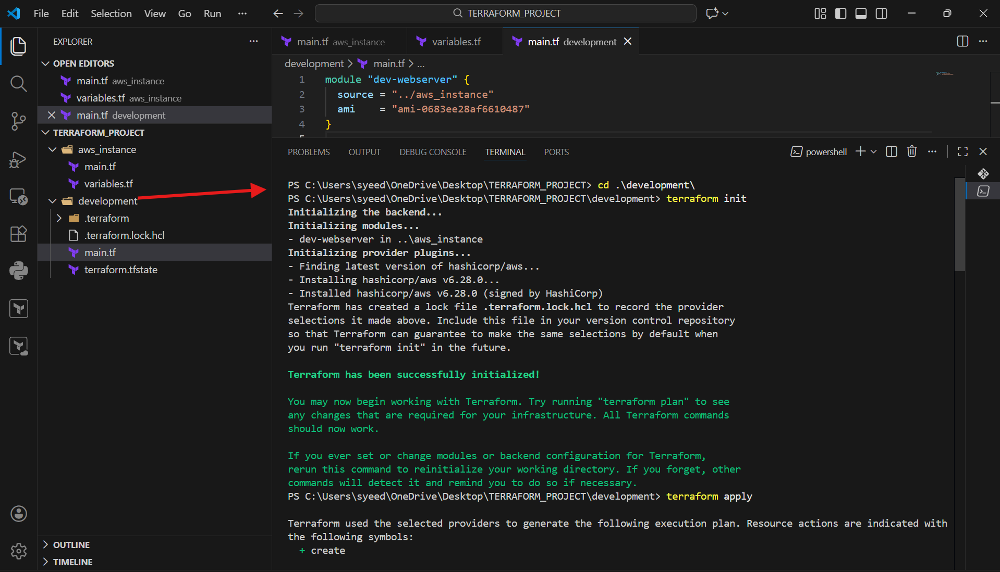 File Edit Selection View Go Run ... TERRAFORM_PROJECT
EXPLORER ...
OPEN EDITORS
main.tf aws_instance
variables.tf aws_instance
main.tf development
TERRAFORM_PROJECT
aws_instance
main.tf
variables.tf
development
.terraform
.terraform.lock.hcl
main.tf
terraform.tfstate
OUTLINE
TIMELINE
main.tf aws_instance variables.tf main.tf development
development > main.tf > ...
1 module "dev-webserver" {
2 source = "../aws_instance"
3 ami = "ami-0683ee28af6610487"
4 }
5
PROBLEMS OUTPUT DEBUG CONSOLE TERMINAL PORTS powershell
PS C:\Users\syeed\OneDrive\Desktop\TERRAFORM_PROJECT> cd .\development\
PS C:\Users\syeed\OneDrive\Desktop\TERRAFORM_PROJECT\development> terraform init
Initializing the backend...
Initializing modules...
- dev-webserver in ..\aws_instance
Initializing provider plugins...
- Finding latest version of hashicorp/aws...
- Installing hashicorp/aws v6.28.0...
- Installed hashicorp/aws v6.28.0 (signed by HashiCorp)
Terraform has created a lock file .terraform.lock.hcl to record the provider
selections it made above. Include this file in your version control repository
so that Terraform can guarantee to make the same selections by default when
you run "terraform init" in the future.
Terraform has been successfully initialized!
You may now begin working with Terraform. Try running "terraform plan" to see
any changes that are required for your infrastructure. All Terraform commands
should now work.
If you ever set or change modules or backend configuration for Terraform,
rerun this command to reinitialize your working directory. If you forget, other
commands will detect it and remind you to do so if necessary.
PS C:\Users\syeed\OneDrive\Desktop\TERRAFORM_PROJECT\development> terraform apply
Terraform used the selected providers to generate the following execution plan. Resource actions are indicated with
the following symbols:
+ create